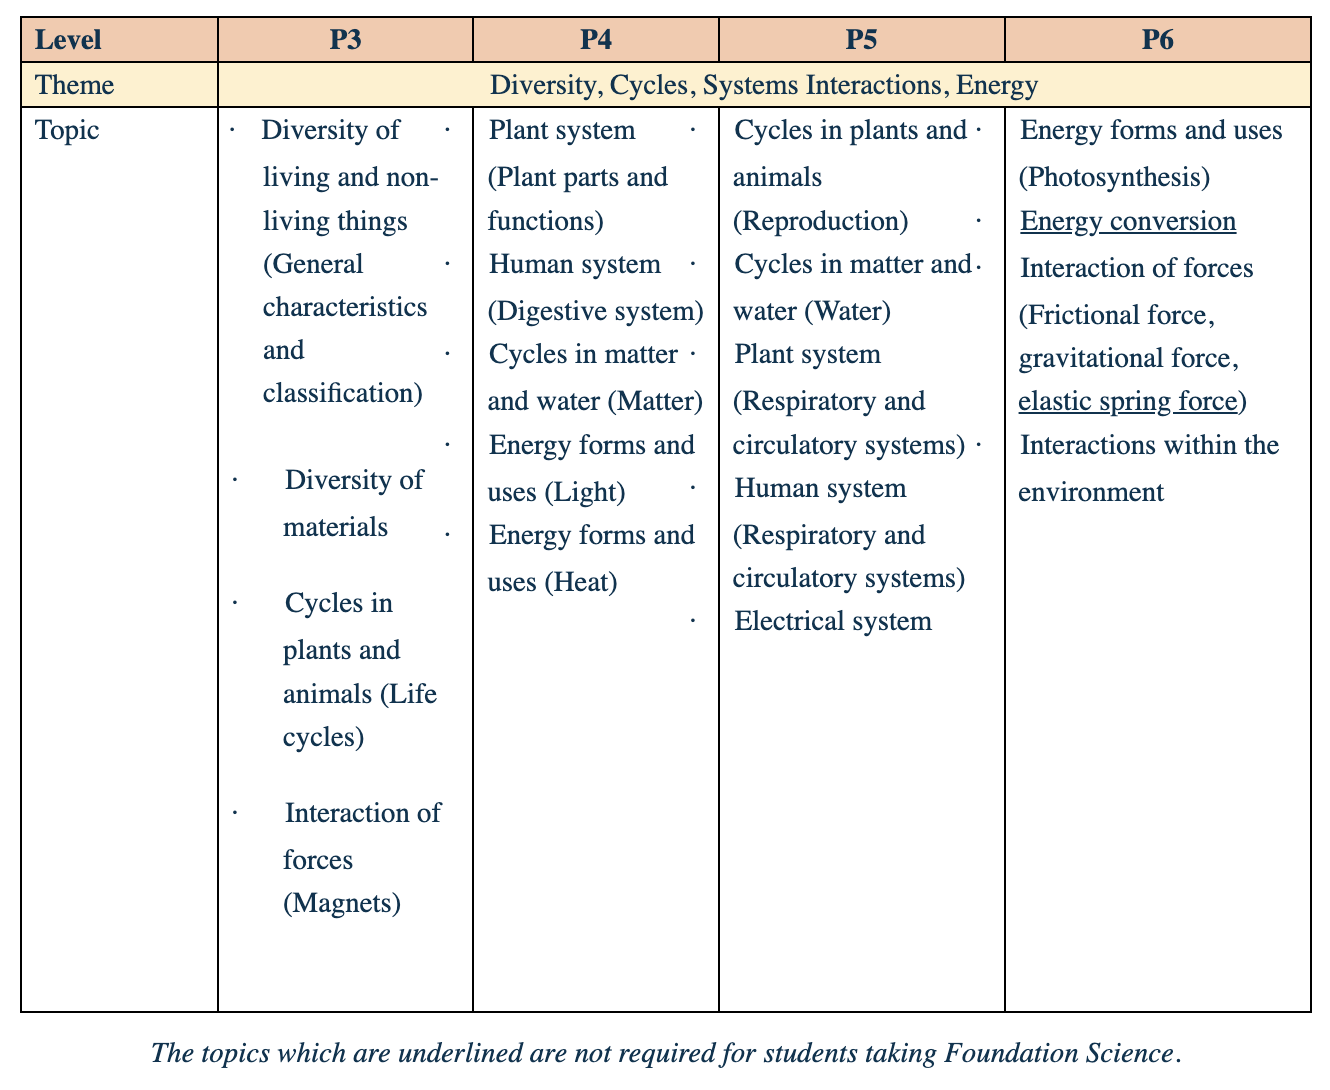 Level P3 P4 P5 P6
Theme Diversity, Cycles, Systems Interactions, Energy
Topic
· Diversity of
living and non-
living things
(General
characteristics
and
classification)
· Diversity of
materials
· Cycles in
plants and
animals (Life
cycles)
· Interaction of
forces
(Magnets)
· Plant system
(Plant parts and
functions)
· Human system
(Digestive system)
· Cycles in matter
and water (Matter)
· Energy forms and
uses (Light)
· Energy forms and
uses (Heat)
· Cycles in plants and
animals
(Reproduction)
· Cycles in matter and
water (Water)
· Plant system
(Respiratory and
circulatory systems)
· Human system
(Respiratory and
circulatory systems)
· Electrical system
· Energy forms and uses
(Photosynthesis)
· Energy conversion
· Interaction of forces
(Frictional force,
gravitational force,
elastic spring force)
· Interactions within the
environment
The topics which are underlined are not required for students taking Foundation Science.